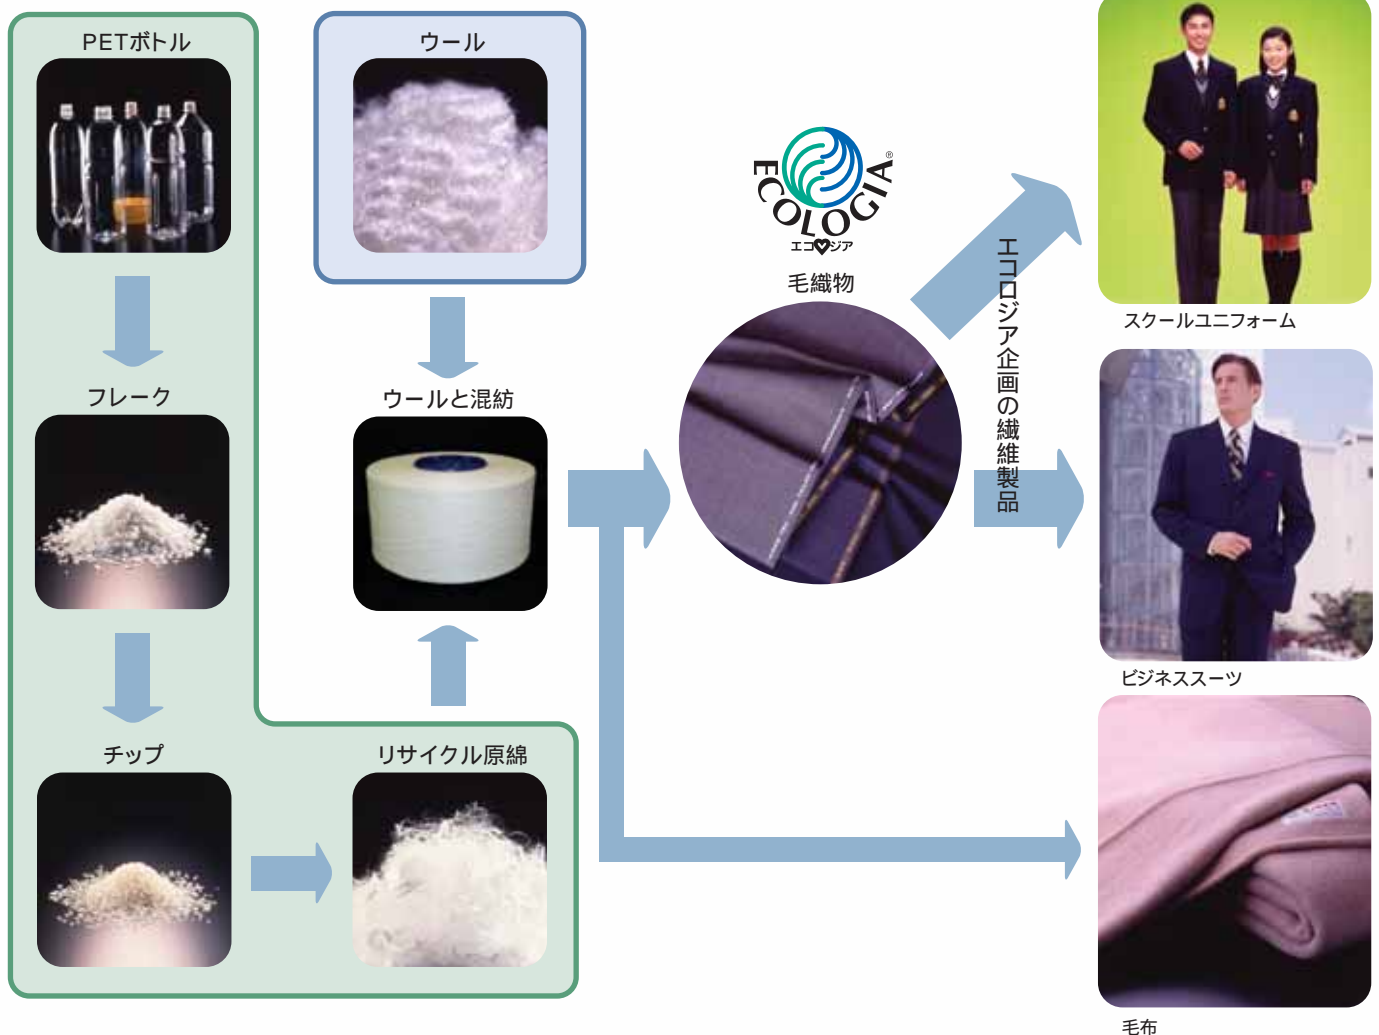 PETボトル
ウール
フレーク
ウールと混紡
チップ
リサイクル原綿
ECOLOGIA®
エコ♥ジア
毛織物
エコロジア企画の繊維製品
スクールユニフォーム
ビジネススーツ
毛布